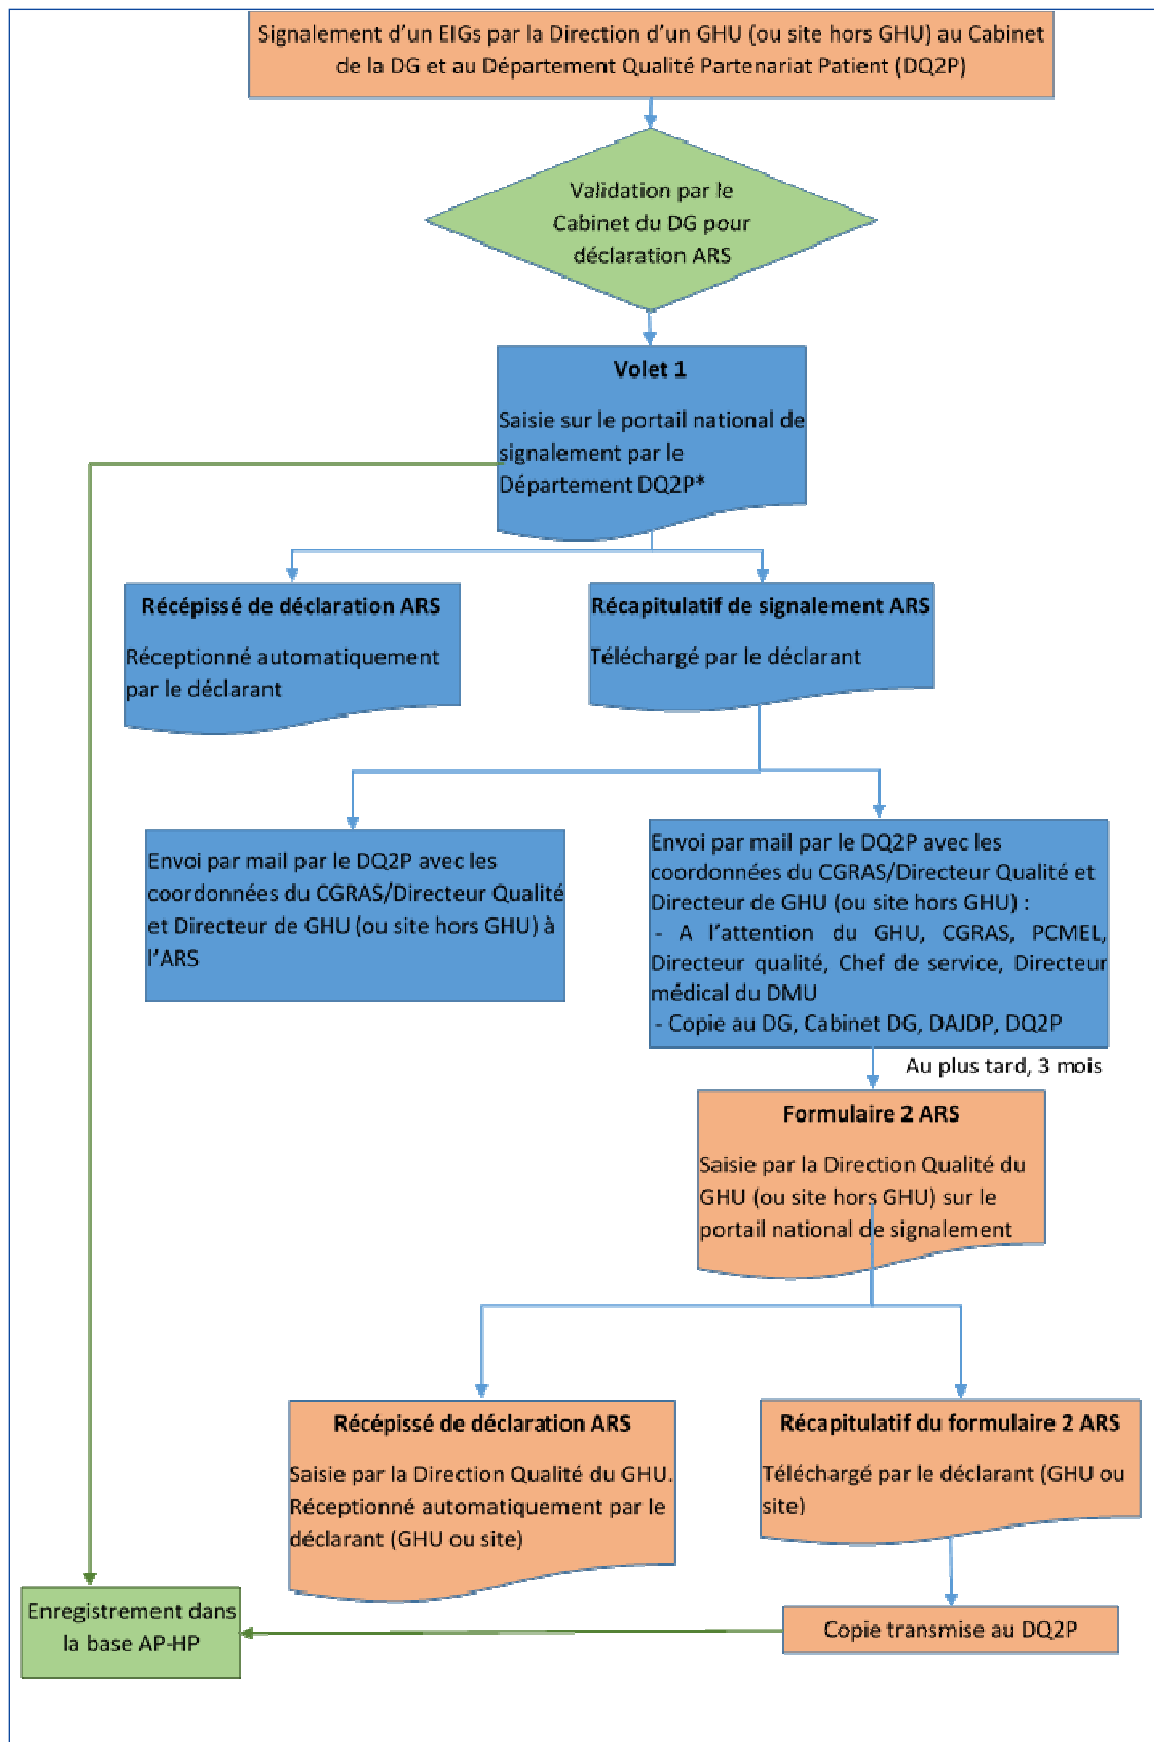 Signalement d'un EIGs par la Direction d'un GHU (ou site hors GHU) au Cabinet
de la DG et au Département Qualité Partenariat Patient (DQ2P)
Validation par le
Cabinet du DG pour
déclaration ARS
Volet 1
Saisie sur le portail national de
signalement par le
Département DQ2P*
Récépissé de déclaration ARS
Réceptionné automatiquement
par le déclarant
Récapitulatif de signalement ARS
Téléchargé par le déclarant
Envoi par mail par le DQ2P avec les
coordonnées du CGRAS/Directeur Qualité
et Directeur de GHU (ou site hors GHU) à
l'ARS
Envoi par mail par le DQ2P avec les
coordonnées du CGRAS/Directeur Qualité et
Directeur de GHU (ou site hors GHU) :
- A l'attention du GHU, CGRAS, PCMEL,
Directeur qualité, Chef de service, Directeur
médical du DMU
- Copie au DG, Cabinet DG, DAJDP, DQ2P
Au plus tard, 3 mois
Formulaire 2 ARS
Saisie par la Direction Qualité du
GHU (ou site hors GHU) sur le
portail national de signalement
Récépissé de déclaration ARS
Saisie par la Direction Qualité du GHU.
Réceptionné automatiquement par le
déclarant (GHU ou site)
Récapitulatif du formulaire 2 ARS
Téléchargé par le déclarant (GHU ou
site)
Copie transmise au DQ2P
Enregistrement dans
la base AP-HP